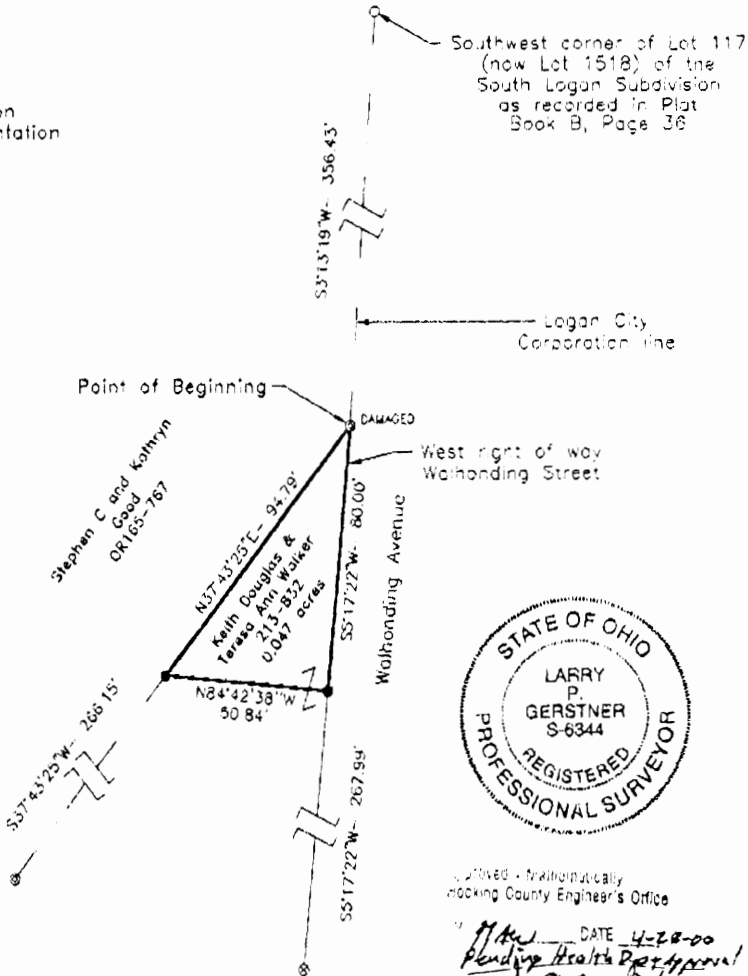 Southwest corner of Lot 117
(now Lot 1518) of the
South Logan Subdivision
as recorded in Plat
Book B, Page 36
S3°13'19"W- 356.43'
Logan City
Corporation line
Point of Beginning
DAMAGED
West right of way
Walhonding Street
Stephen C and Kathryn
Good
OR165-767
N37°43'25"E- 94.79'
Keith Douglas &
Teresa Ann Walker
213-832
0.047 acres
S5°17'22"W- 80.00'
Walhonding Avenue
N84°42'38"W
50.84'
S37°43'25"W- 266.15'
S5°17'22"W- 267.99'
STATE OF OHIO
LARRY
P.
GERSTNER
S-6344
REGISTERED
PROFESSIONAL SURVEYOR
Mathematically
Hocking County Engineer's Office
DATE 4-28-00
Pending Health Dept Approval